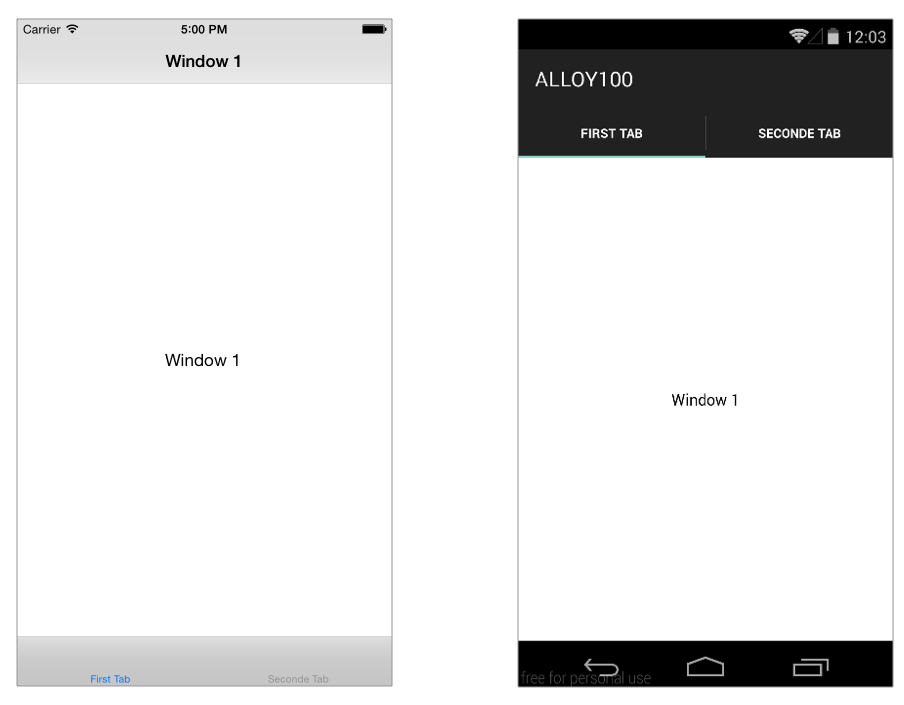 Carrier 5:00 PM
Window 1
Window 1
First Tab Seconde Tab
12:03
ALLOY100
FIRST TAB SECONDE TAB
Window 1
free for personal use